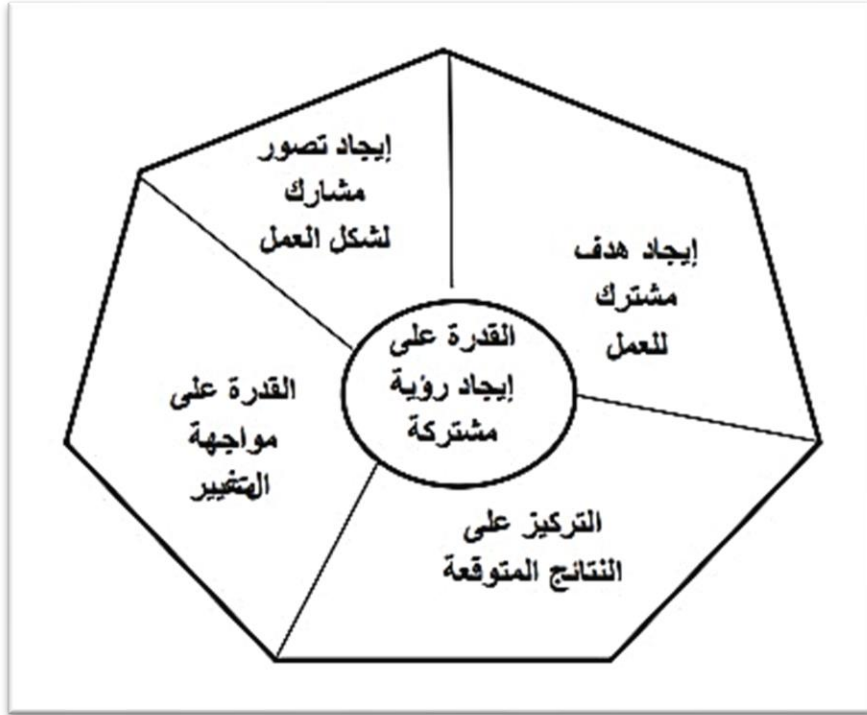 إيجاد تصور
مشارك
لشكل العمل
إيجاد هدف
مشترك
للعمل
القدرة على
إيجاد رؤية
مشتركة
القدرة على
مواجهة
التغيير
التركيز على
النتائج المتوقعة